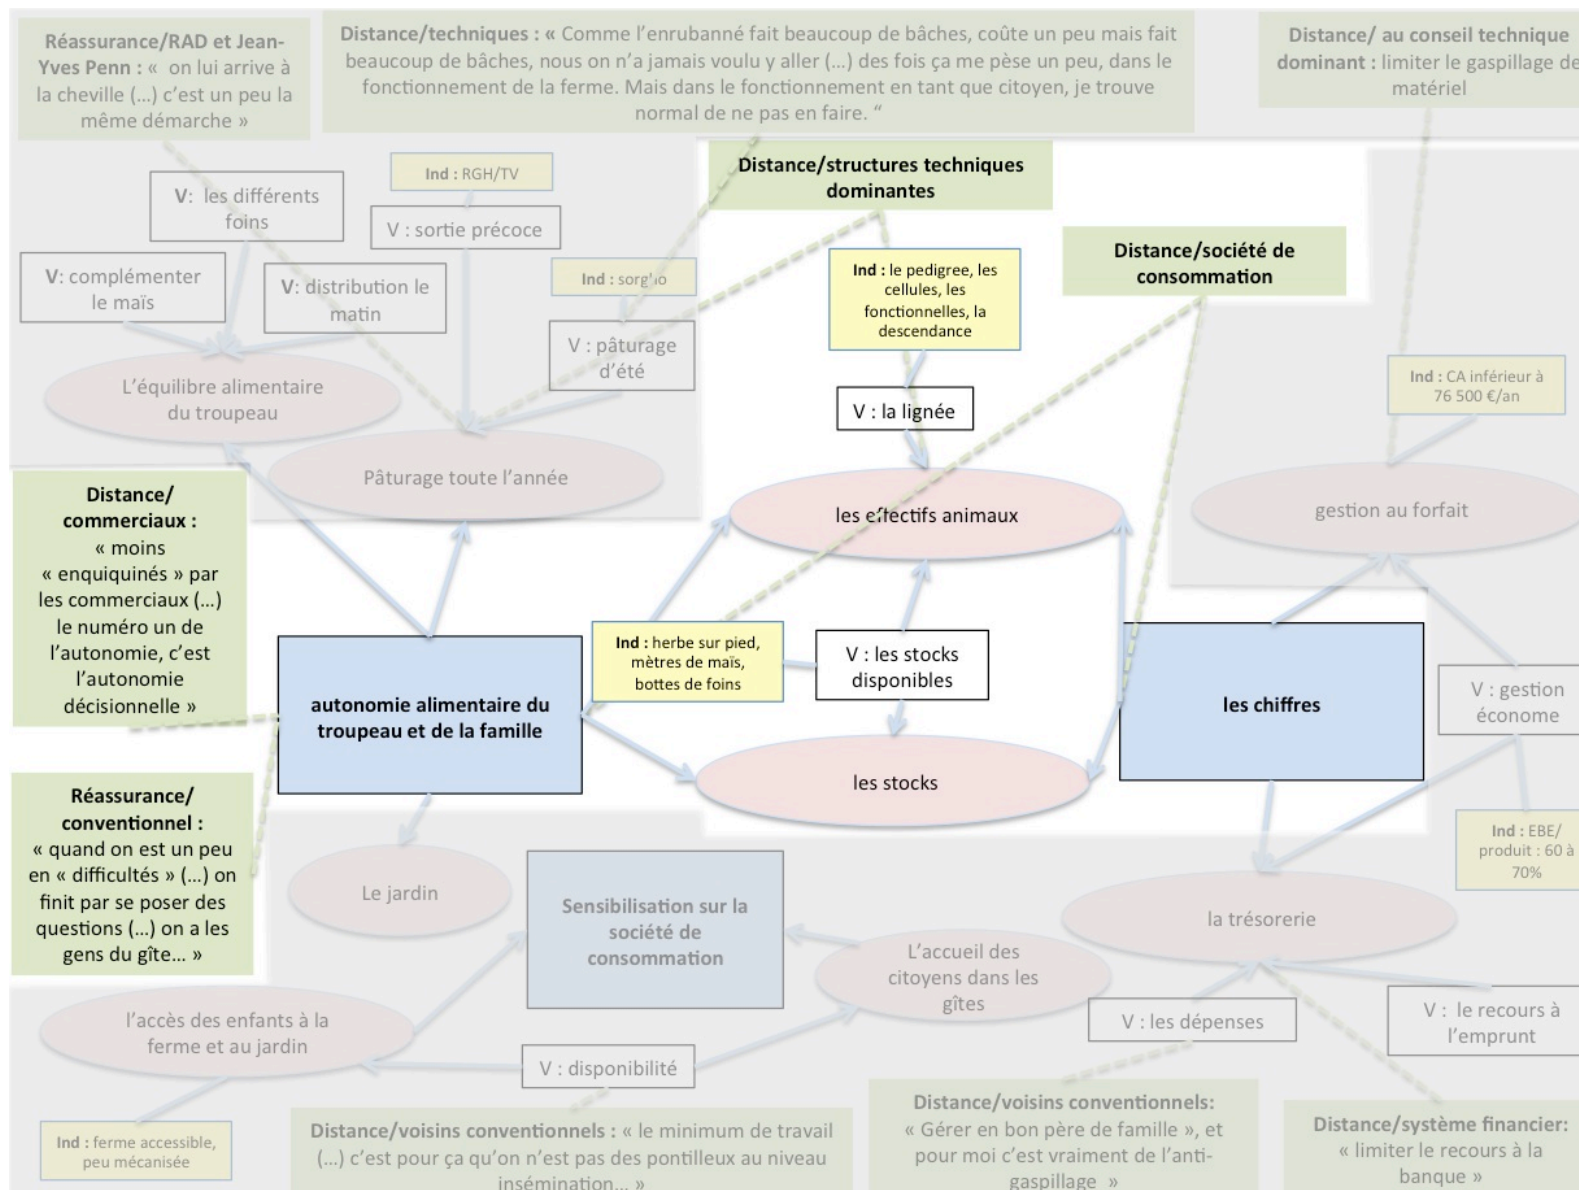 Réassurance/RAD et Jean-
Yves Penn : « on lui arrive à
la cheville (…) c’est un peu la
même démarche »
Distance/techniques : « Comme l’enrubanné fait beaucoup de bâches, coûte un peu mais fait
beaucoup de bâches, nous on n’a jamais voulu y aller (…) des fois ça me pèse un peu, dans le
fonctionnement de la ferme. Mais dans le fonctionnement en tant que citoyen, je trouve
normal de ne pas en faire. “
Distance/ au conseil technique
dominant : limiter le gaspillage de
matériel
V: les différents
foins
Ind : RGH/TV
V : sortie précoce
Distance/structures techniques
dominantes
Distance/société de
consommation
V: complémenter
le maïs
V: distribution le
matin
Ind : sorgho
V : pâturage
d’été
Ind : le pedigree, les
cellules, les
fonctionnelles, la
descendance
V : la lignée
Ind : CA inférieur à
76 500 €/an
L’équilibre alimentaire
du troupeau
Pâturage toute l’année
les effectifs animaux
gestion au forfait
Distance/
commerciaux :
« moins
« enquiquinés » par
les commerciaux (…)
le numéro un de
l’autonomie, c’est
l’autonomie
décisionnelle »
autonomie alimentaire du
troupeau et de la famille
Ind : herbe sur pied,
mètres de maïs,
bottes de foins
V : les stocks
disponibles
les chiffres
V : gestion
économe
les stocks
Réassurance/
conventionnel :
« quand on est un peu
en « difficultés » (…) on
finit par se poser des
questions (…) on a les
gens du gîte… »
Ind : EBE/
produit : 60 à
70%
Le jardin
Sensibilisation sur la
société de
consommation
la trésorerie
L’accueil des
citoyens dans les
gîtes
l’accès des enfants à la
ferme et au jardin
V : disponibilité
V : les dépenses
V : le recours à
l’emprunt
Ind : ferme accessible,
peu mécanisée
Distance/voisins conventionnels : « le minimum de travail
(…) c’est pour ça qu’on n’est pas des pontilleux au niveau
insémination… »
Distance/voisins conventionnels:
« Gérer en bon père de famille », et
pour moi c’est vraiment de l’anti-
gaspillage »
Distance/système financier:
« limiter le recours à la
banque »